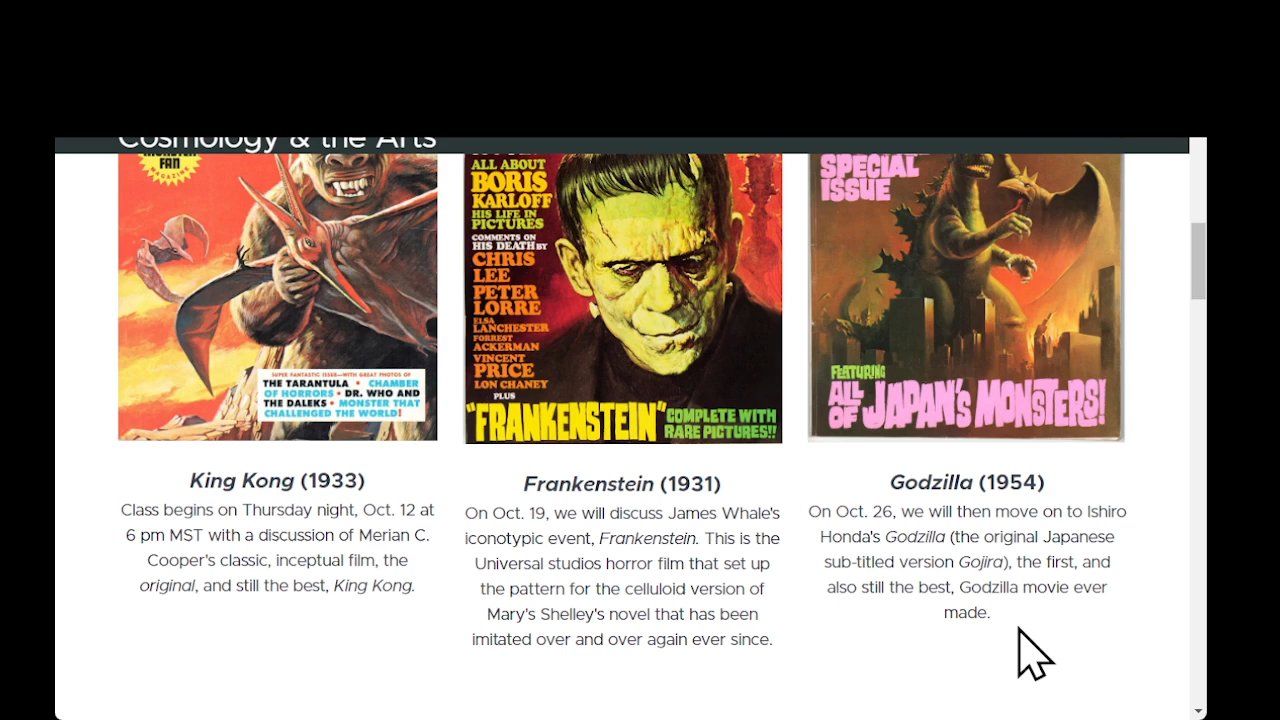 Cosmology & the Arts
MONSTER
FAN
MAGAZINE
SUPER FANTASTIC ISSUE—WITH GREAT PHOTOS OF
THE TARANTULA • CHAMBER
OF HORRORS • DR. WHO AND
THE DALEKS • MONSTER THAT
CHALLENGED THE WORLD!
ALL ABOUT
BORIS
KARLOFF
HIS LIFE IN
PICTURES
COMMENTS ON
HIS DEATH BY
CHRIS
LEE
PETER
LORRE
ELSA
LANCHESTER
FORREST
ACKERMAN
VINCENT
PRICE
LON CHANEY
PLUS
"FRANKENSTEIN" COMPLETE WITH
RARE PICTURES!!
SPECIAL
ISSUE
FEATURING
ALL OF JAPAN'S MONSTERS!
King Kong (1933)
Class begins on Thursday night, Oct. 12 at
6 pm MST with a discussion of Merian C.
Cooper's classic, inceptual film, the
original, and still the best, King Kong.
Frankenstein (1931)
On Oct. 19, we will discuss James Whale's
iconotypic event, Frankenstein. This is the
Universal studios horror film that set up
the pattern for the celluloid version of
Mary's Shelley's novel that has been
imitated over and over again ever since.
Godzilla (1954)
On Oct. 26, we will then move on to Ishiro
Honda's Godzilla (the original Japanese
sub-titled version Gojira), the first, and
also still the best, Godzilla movie ever
made.